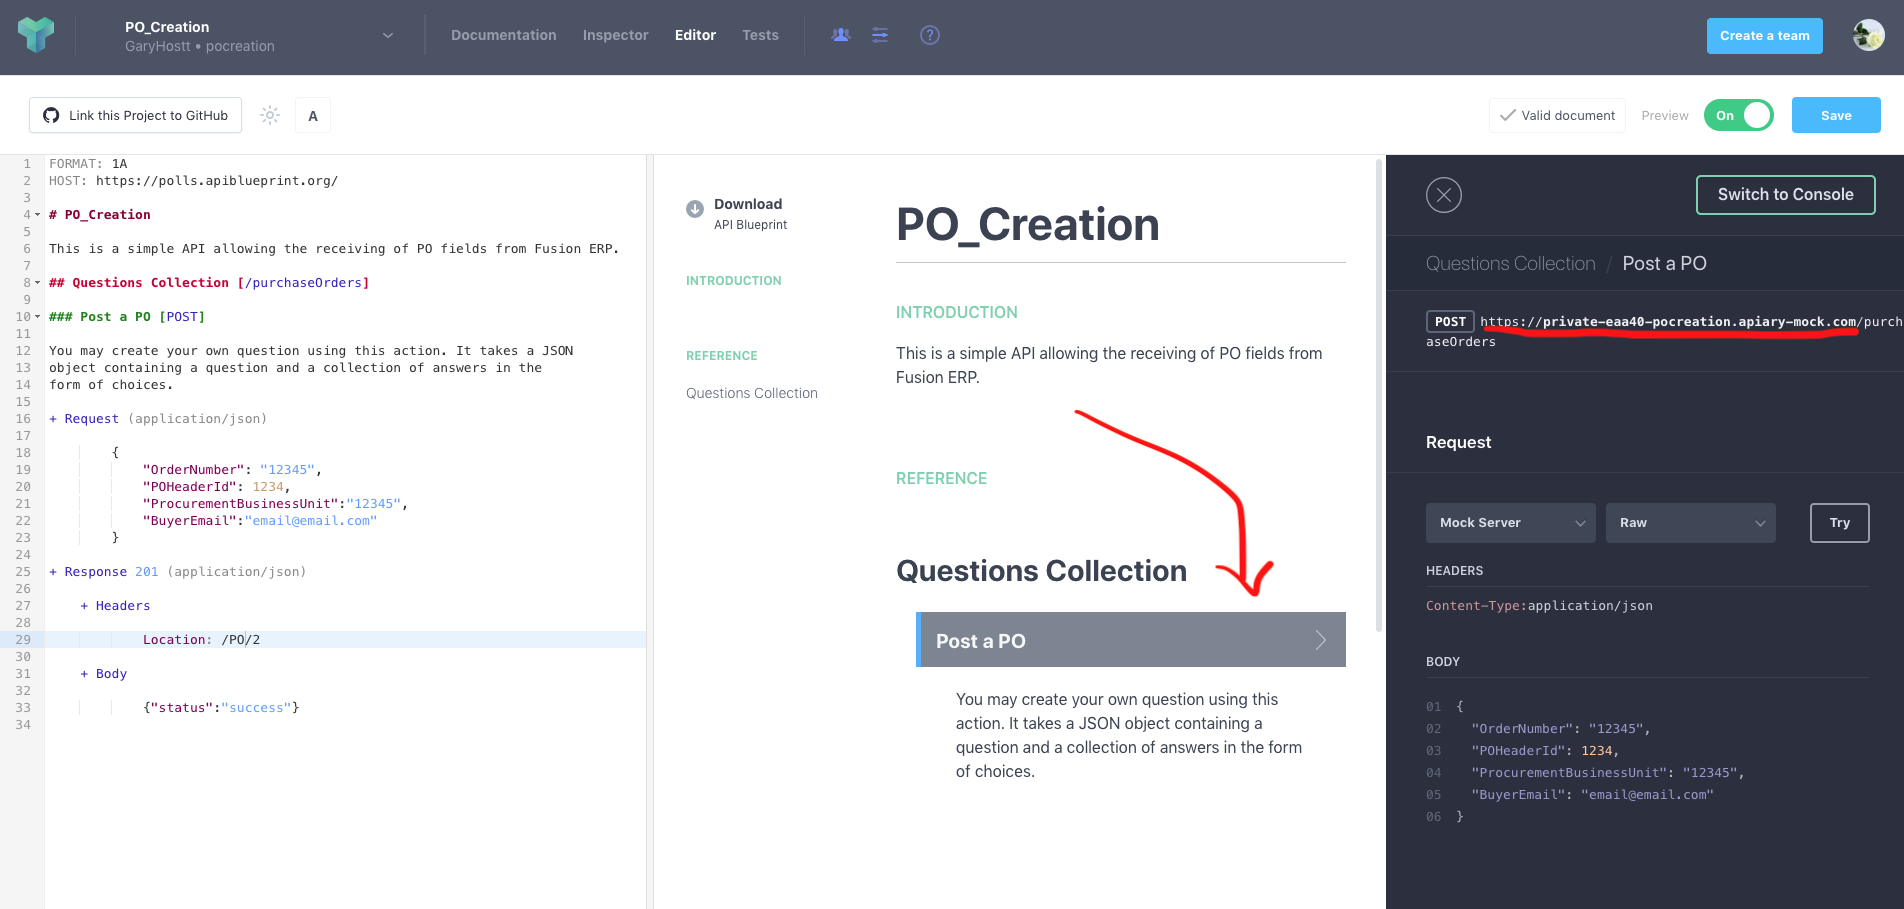 PO_Creation
GaryHostt • pocreation
Documentation
Inspector
Editor
Tests
?
Create a team
Link this Project to GitHub
A
Valid document
Preview
On
Save
1 FORMAT: 1A
2 HOST: https://polls.apiblueprint.org/
3
4 # PO_Creation
5
6 This is a simple API allowing the receiving of PO fields from Fusion ERP.
7
8 ## Questions Collection [/purchaseOrders]
9
10 ### Post a PO [POST]
11
12 You may create your own question using this action. It takes a JSON
13 object containing a question and a collection of answers in the
14 form of choices.
15
16 + Request (application/json)
17
18 {
19 "OrderNumber": "12345",
20 "POHeaderId": 1234,
21 "ProcurementBusinessUnit":"12345",
22 "BuyerEmail":"email@email.com"
23 }
24
25 + Response 201 (application/json)
26
27 + Headers
28
29 Location: /PO/2
30
31 + Body
32
33 {"status":"success"}
34
Download
API Blueprint
INTRODUCTION
REFERENCE
Questions Collection
PO_Creation
INTRODUCTION
This is a simple API allowing the receiving of PO fields from
Fusion ERP.
REFERENCE
Questions Collection
Post a PO
You may create your own question using this
action. It takes a JSON object containing a
question and a collection of answers in the form
of choices.
Switch to Console
Questions Collection / Post a PO
POST https://private-eaa40-pocreation.apiary-mock.com/purch
aseOrders
Request
Mock Server
Raw
Try
HEADERS
Content-Type:application/json
BODY
01 {
02 "OrderNumber": "12345",
03 "POHeaderId": 1234,
04 "ProcurementBusinessUnit": "12345",
05 "BuyerEmail": "email@email.com"
06 }